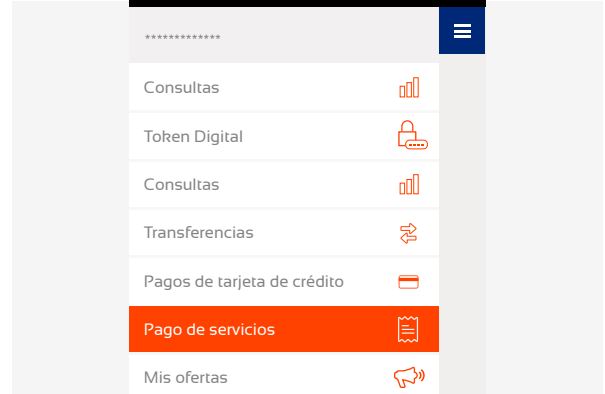 *************
Consultas
Token Digital
Consultas
Transferencias
Pagos de tarjeta de crédito
Pago de servicios
Mis ofertas